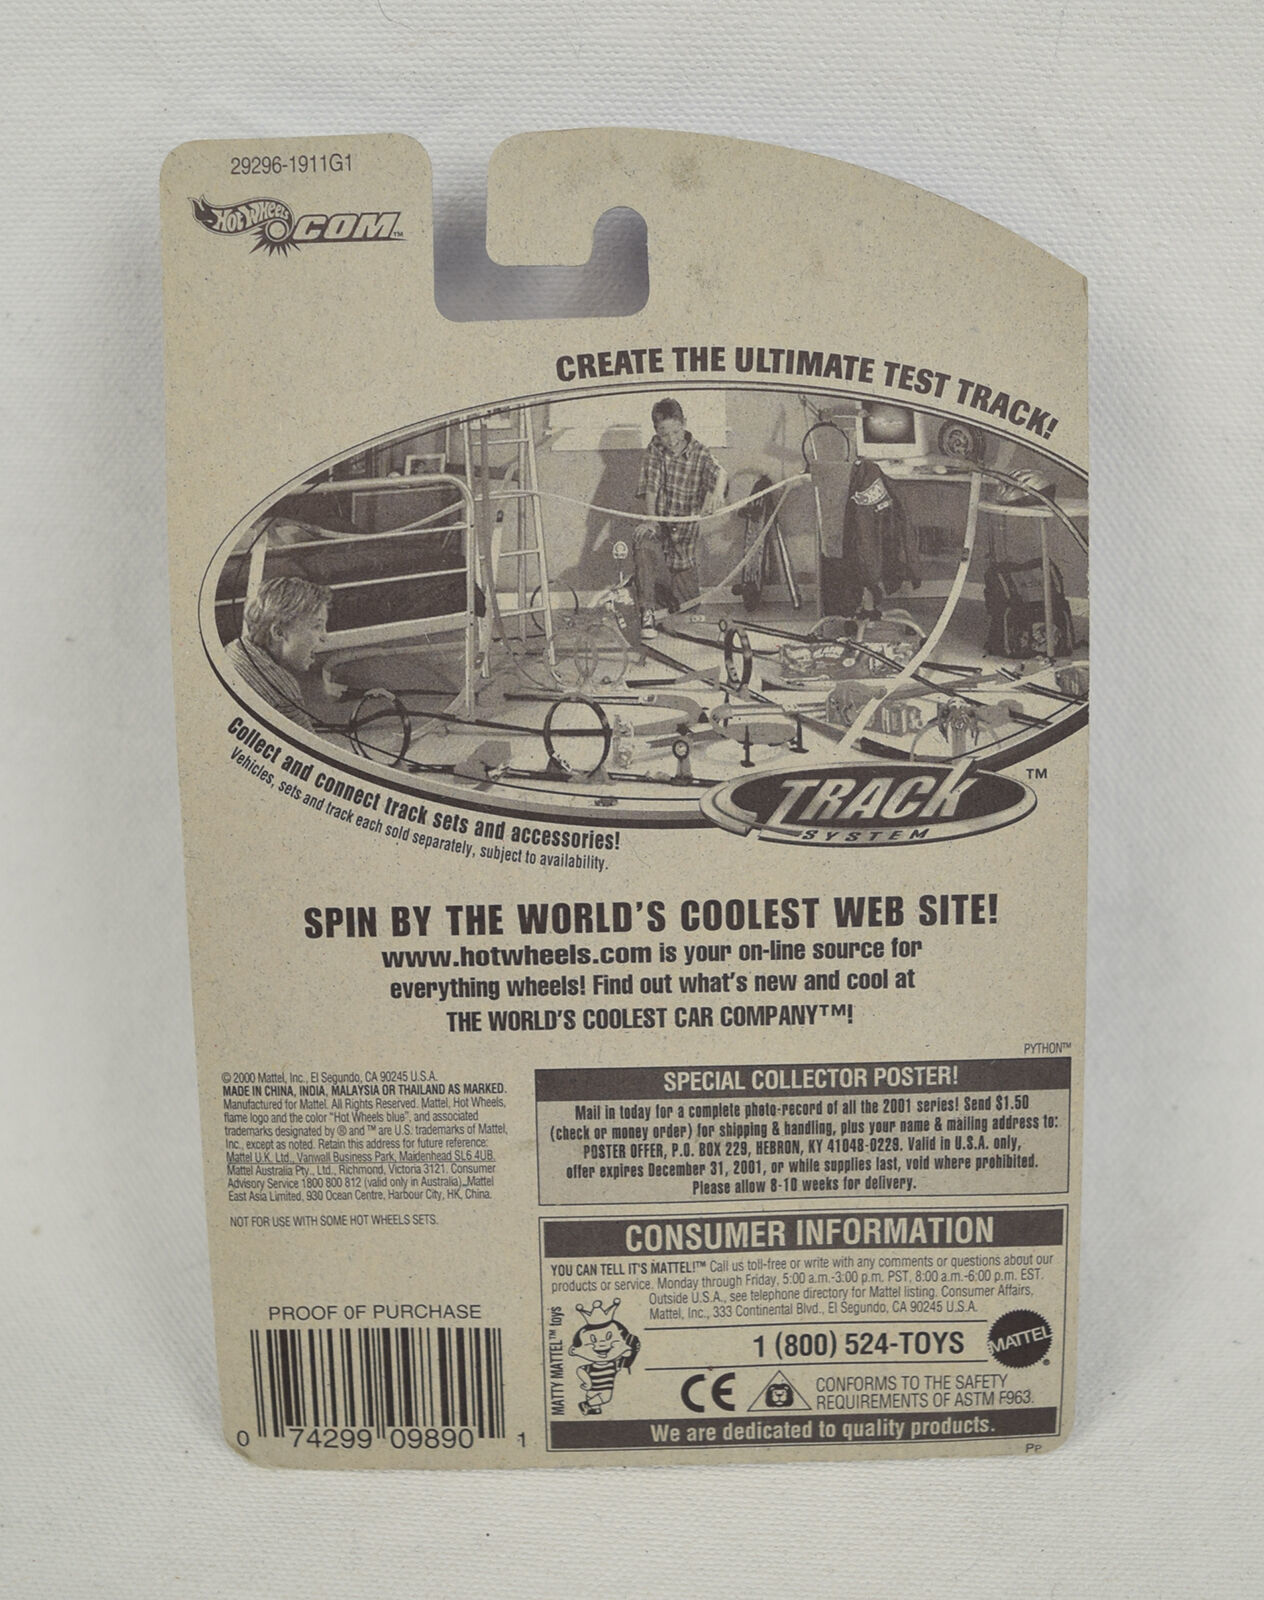 29296-1911G1
HOT WHEELS .COM™
CREATE THE ULTIMATE TEST TRACK!
Collect and connect track sets and accessories!
Vehicles, sets and track each sold separately, subject to availability.
TRACK ™
SYSTEM
SPIN BY THE WORLD'S COOLEST WEB SITE!
www.hotwheels.com is your on-line source for
everything wheels! Find out what's new and cool at
THE WORLD'S COOLEST CAR COMPANY™!
PYTHON™
© 2000 Mattel, Inc., El Segundo, CA 90245 U.S.A.
MADE IN CHINA, INDIA, MALAYSIA OR THAILAND AS MARKED.
Manufactured for Mattel. All Rights Reserved. Mattel, Hot Wheels,
flame logo and the color "Hot Wheels blue", and associated
trademarks designated by ® and ™ are U.S. trademarks of Mattel,
Inc., except as noted. Retain this address for future reference:
Mattel U.K. Ltd., Vanwall Business Park, Maidenhead SL6 4UB.
Mattel Australia Pty., Ltd., Richmond, Victoria 3121. Consumer
Advisory Service 1800 800 812 (valid only in Australia). Mattel
East Asia Limited, 930 Ocean Centre, Harbour City, HK, China.
NOT FOR USE WITH SOME HOT WHEELS SETS.
SPECIAL COLLECTOR POSTER!
Mail in today for a complete photo-record of all the 2001 series! Send $1.50
(check or money order) for shipping & handling, plus your name & mailing address to:
POSTER OFFER, P.O. BOX 229, HEBRON, KY 41048-0229. Valid in U.S.A. only,
offer expires December 31, 2001, or while supplies last, void where prohibited.
Please allow 8-10 weeks for delivery.
CONSUMER INFORMATION
YOU CAN TELL IT'S MATTEL!™ Call us toll-free or write with any comments or questions about our
products or service. Monday through Friday, 5:00 a.m.-3:00 p.m. PST, 8:00 a.m.-6:00 p.m. EST.
Outside U.S.A., see telephone directory for Mattel listing. Consumer Affairs,
Mattel, Inc., 333 Continental Blvd., El Segundo, CA 90245 U.S.A.
MATTY MATTEL™ toys
1 (800) 524-TOYS
MATTEL ®
CE
CONFORMS TO THE SAFETY
REQUIREMENTS OF ASTM F963.
We are dedicated to quality products.
PROOF OF PURCHASE
0 74299 09890 1
PP